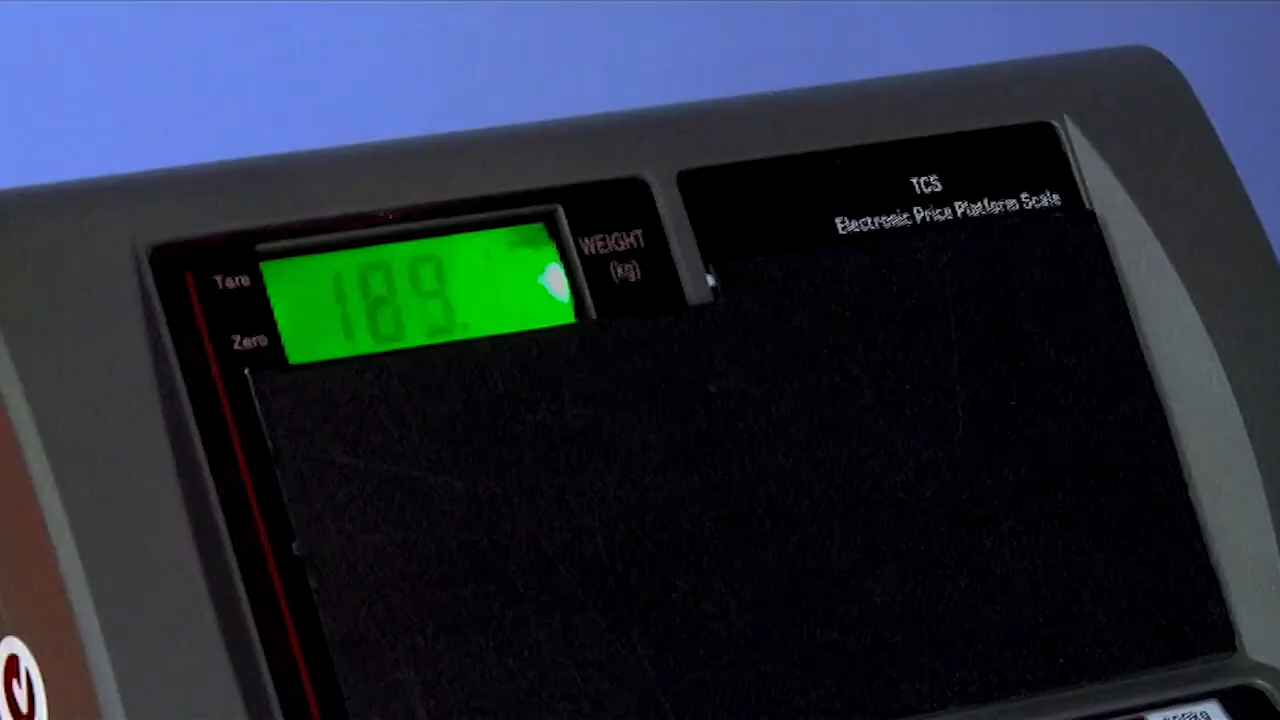 TCS
Electronic Price Platform Scale
WEIGHT
(kg)
Tare
189.
Zero